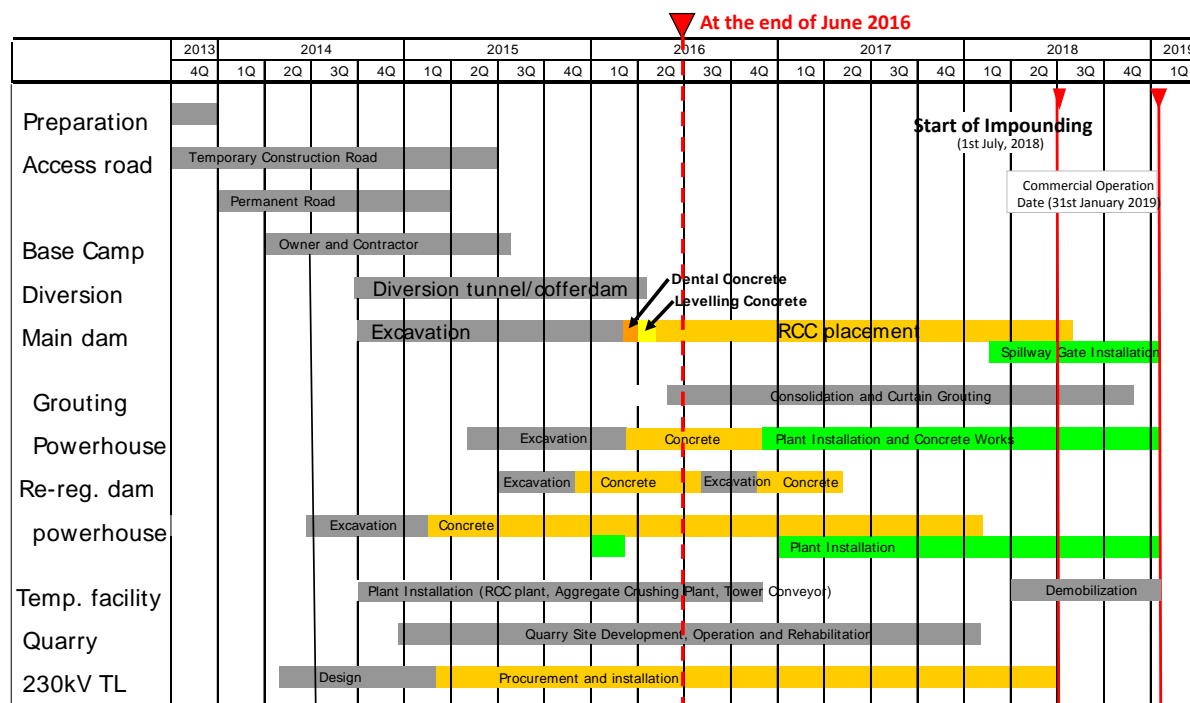 At the end of June 2016
2013 2014 2015 2016 2017 2018 2019
4Q 1Q 2Q 3Q 4Q 1Q 2Q 3Q 4Q 1Q 2Q 3Q 4Q 1Q 2Q 3Q 4Q 1Q 2Q 3Q 4Q 1Q
Preparation
Start of Impounding
(1st July, 2018)
Access road
Temporary Construction Road
Commercial Operation
Date (31st January 2019)
Permanent Road
Base Camp
Owner and Contractor
Dental Concrete
Diversion
Diversion tunnel/cofferdam
Levelling Concrete
Main dam
Excavation
RCC placement
Spillway Gate Installation
Grouting
Consolidation and Curtain Grouting
Powerhouse
Excavation
Concrete
Plant Installation and Concrete Works
Re-reg. dam
Excavation
Concrete
Excavation
Concrete
powerhouse
Excavation
Concrete
Plant Installation
Temp. facility
Plant Installation (RCC plant, Aggregate Crushing Plant, Tower Conveyor)
Demobilization
Quarry
Quarry Site Development, Operation and Rehabilitation
230kV TL
Design
Procurement and installation